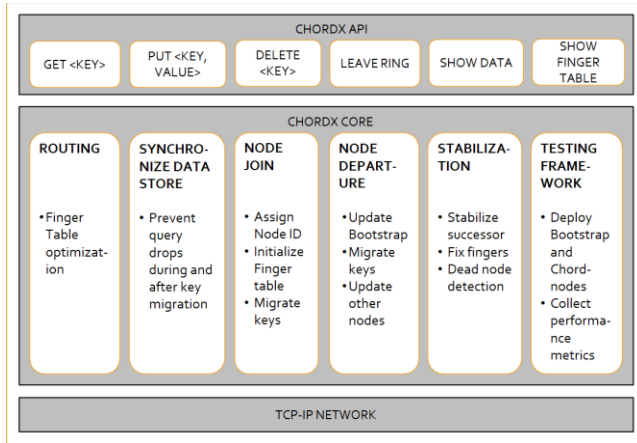 CHORDX API
GET <KEY>
PUT <KEY,
VALUE>
DELETE
<KEY>
LEAVE RING
SHOW DATA
SHOW
FINGER
TABLE
CHORDX CORE
ROUTING
•Finger
Table
optimizat-
ion
SYNCHRO-
NIZE DATA
STORE
• Prevent
query
drops
during and
after key
migration
NODE
JOIN
• Assign
Node ID
• Initialize
Finger
table
• Migrate
keys
NODE
DEPART-
URE
•Update
Bootstrap
•Migrate
keys
•Update
other
nodes
STABILIZA-
TION
• Stabilize
successor
• Fix fingers
• Dead node
detection
TESTING
FRAME-
WORK
• Deploy
Bootstrap
and
Chord-
nodes
• Collect
performa-
nce
metrics
TCP-IP NETWORK